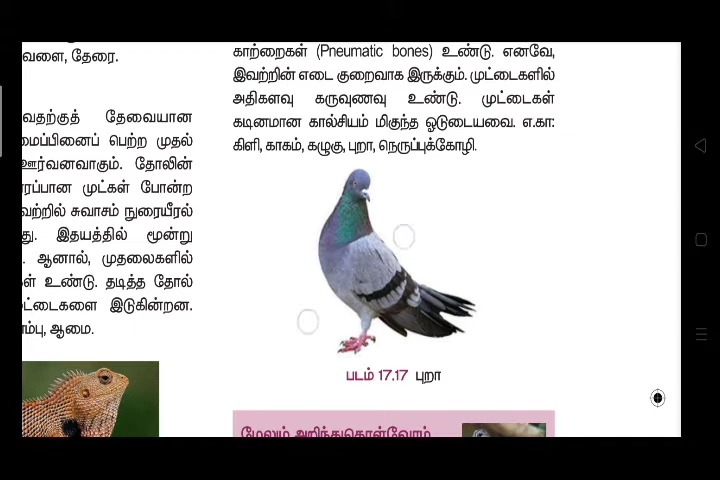 வளை, தேரை.
வதற்குத் தேவையான
மைப்பினைப் பெற்ற முதல்
ஊர்வனவாகும். தோலின்
ரப்பான முட்கள் போன்ற
வற்றில் சுவாசம் நுரையீரல்
து. இதயத்தில் மூன்று
. ஆனால், முதலைகளில்
ள் உண்டு. தடித்த தோல்
ட்டைகளை இடுகின்றன.
ம்பு, ஆமை.
காற்றைகள் (Pneumatic bones) உண்டு. எனவே,
இவற்றின் எடை குறைவாக இருக்கும். முட்டைகளில்
அதிகளவு கருவுணவு உண்டு. முட்டைகள்
கடினமான கால்சியம் மிகுந்த ஓடுடையவை. எ.கா:
கிளி, காகம், கழுகு, புறா, நெருப்புக்கோழி.
படம் 17.17 புறா
மேலும் அறிந்துகொள்வோம்